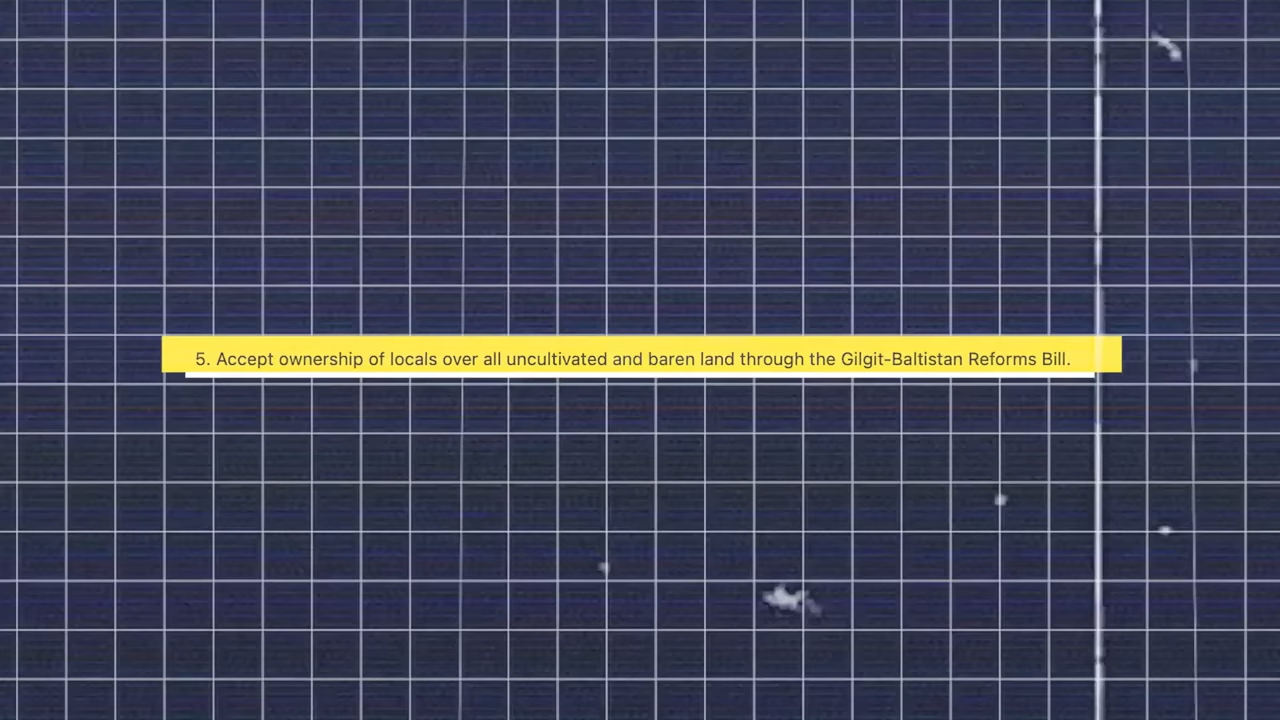 5. Accept ownership of locals over all uncultivated and baren land through the Gilgit-Baltistan Reforms Bill.